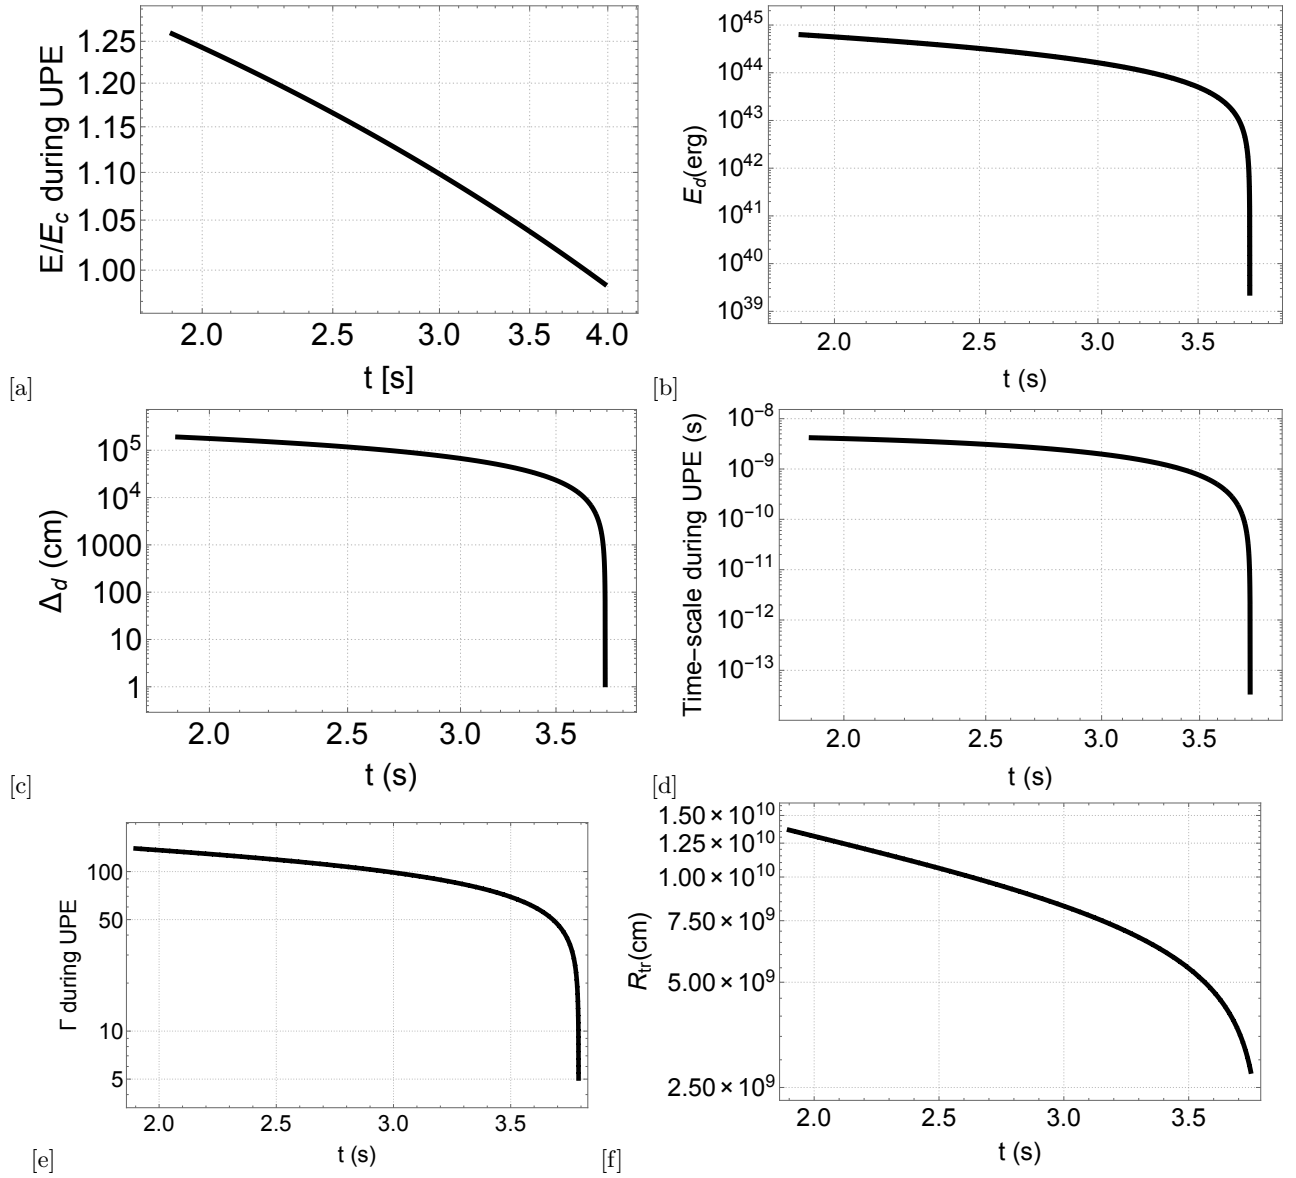 E/E_c during UPE
1.25
1.20
1.15
1.10
1.05
1.00
2.0 2.5 3.0 3.5 4.0
t [s]
[a]
E_d(erg)
10^45
10^44
10^43
10^42
10^41
10^40
10^39
2.0 2.5 3.0 3.5
t (s)
[b]
Δ_d (cm)
10^5
10^4
1000
100
10
1
2.0 2.5 3.0 3.5
t (s)
[c]
Time-scale during UPE (s)
10^-8
10^-9
10^-10
10^-11
10^-12
10^-13
2.0 2.5 3.0 3.5
t (s)
[d]
Γ during UPE
100
50
10
5
2.0 2.5 3.0 3.5
t (s)
[e]
R_tr(cm)
1.50 × 10^10
1.25 × 10^10
1.00 × 10^10
7.50 × 10^9
5.00 × 10^9
2.50 × 10^9
2.0 2.5 3.0 3.5
t (s)
[f]